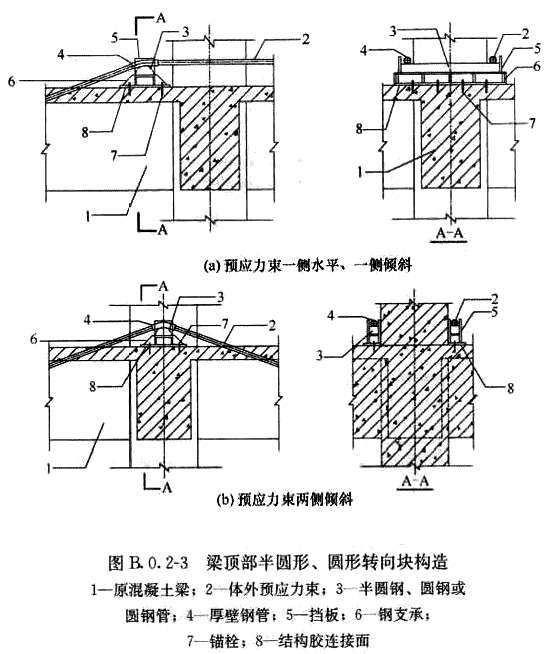 A
5
3
4
2
6
8
7
1
A
3
4
2
5
6
8
7
1
A-A
(a) 预应力束一侧水平、一侧倾斜
A
4
3
7
2
6
8
1
A
4
2
5
3
8
A-A
(b) 预应力束两侧倾斜
图 B.0.2-3 梁顶部半圆形、圆形转向块构造
1—原混凝土梁；2—体外预应力束；3—半圆钢、圆钢或
圆钢管；4—厚壁钢管；5—挡板；6—钢支承；
7—锚栓；8—结构胶连接面